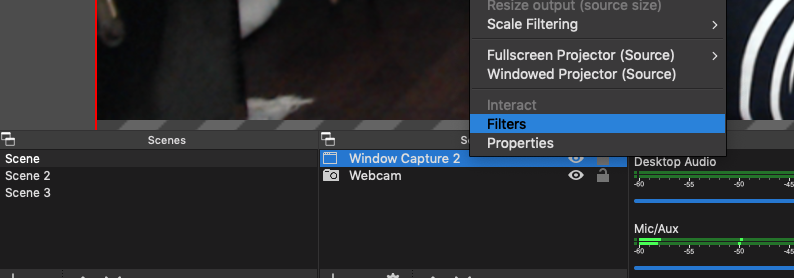 Resize output (source size)
Scale Filtering
Fullscreen Projector (Source)
Windowed Projector (Source)
Interact
Filters
Properties
Scenes
Scene
Scene 2
Scene 3
Window Capture 2
Webcam
Desktop Audio
-60 -55 -50 -45
Mic/Aux
-60 -55 -50 -45